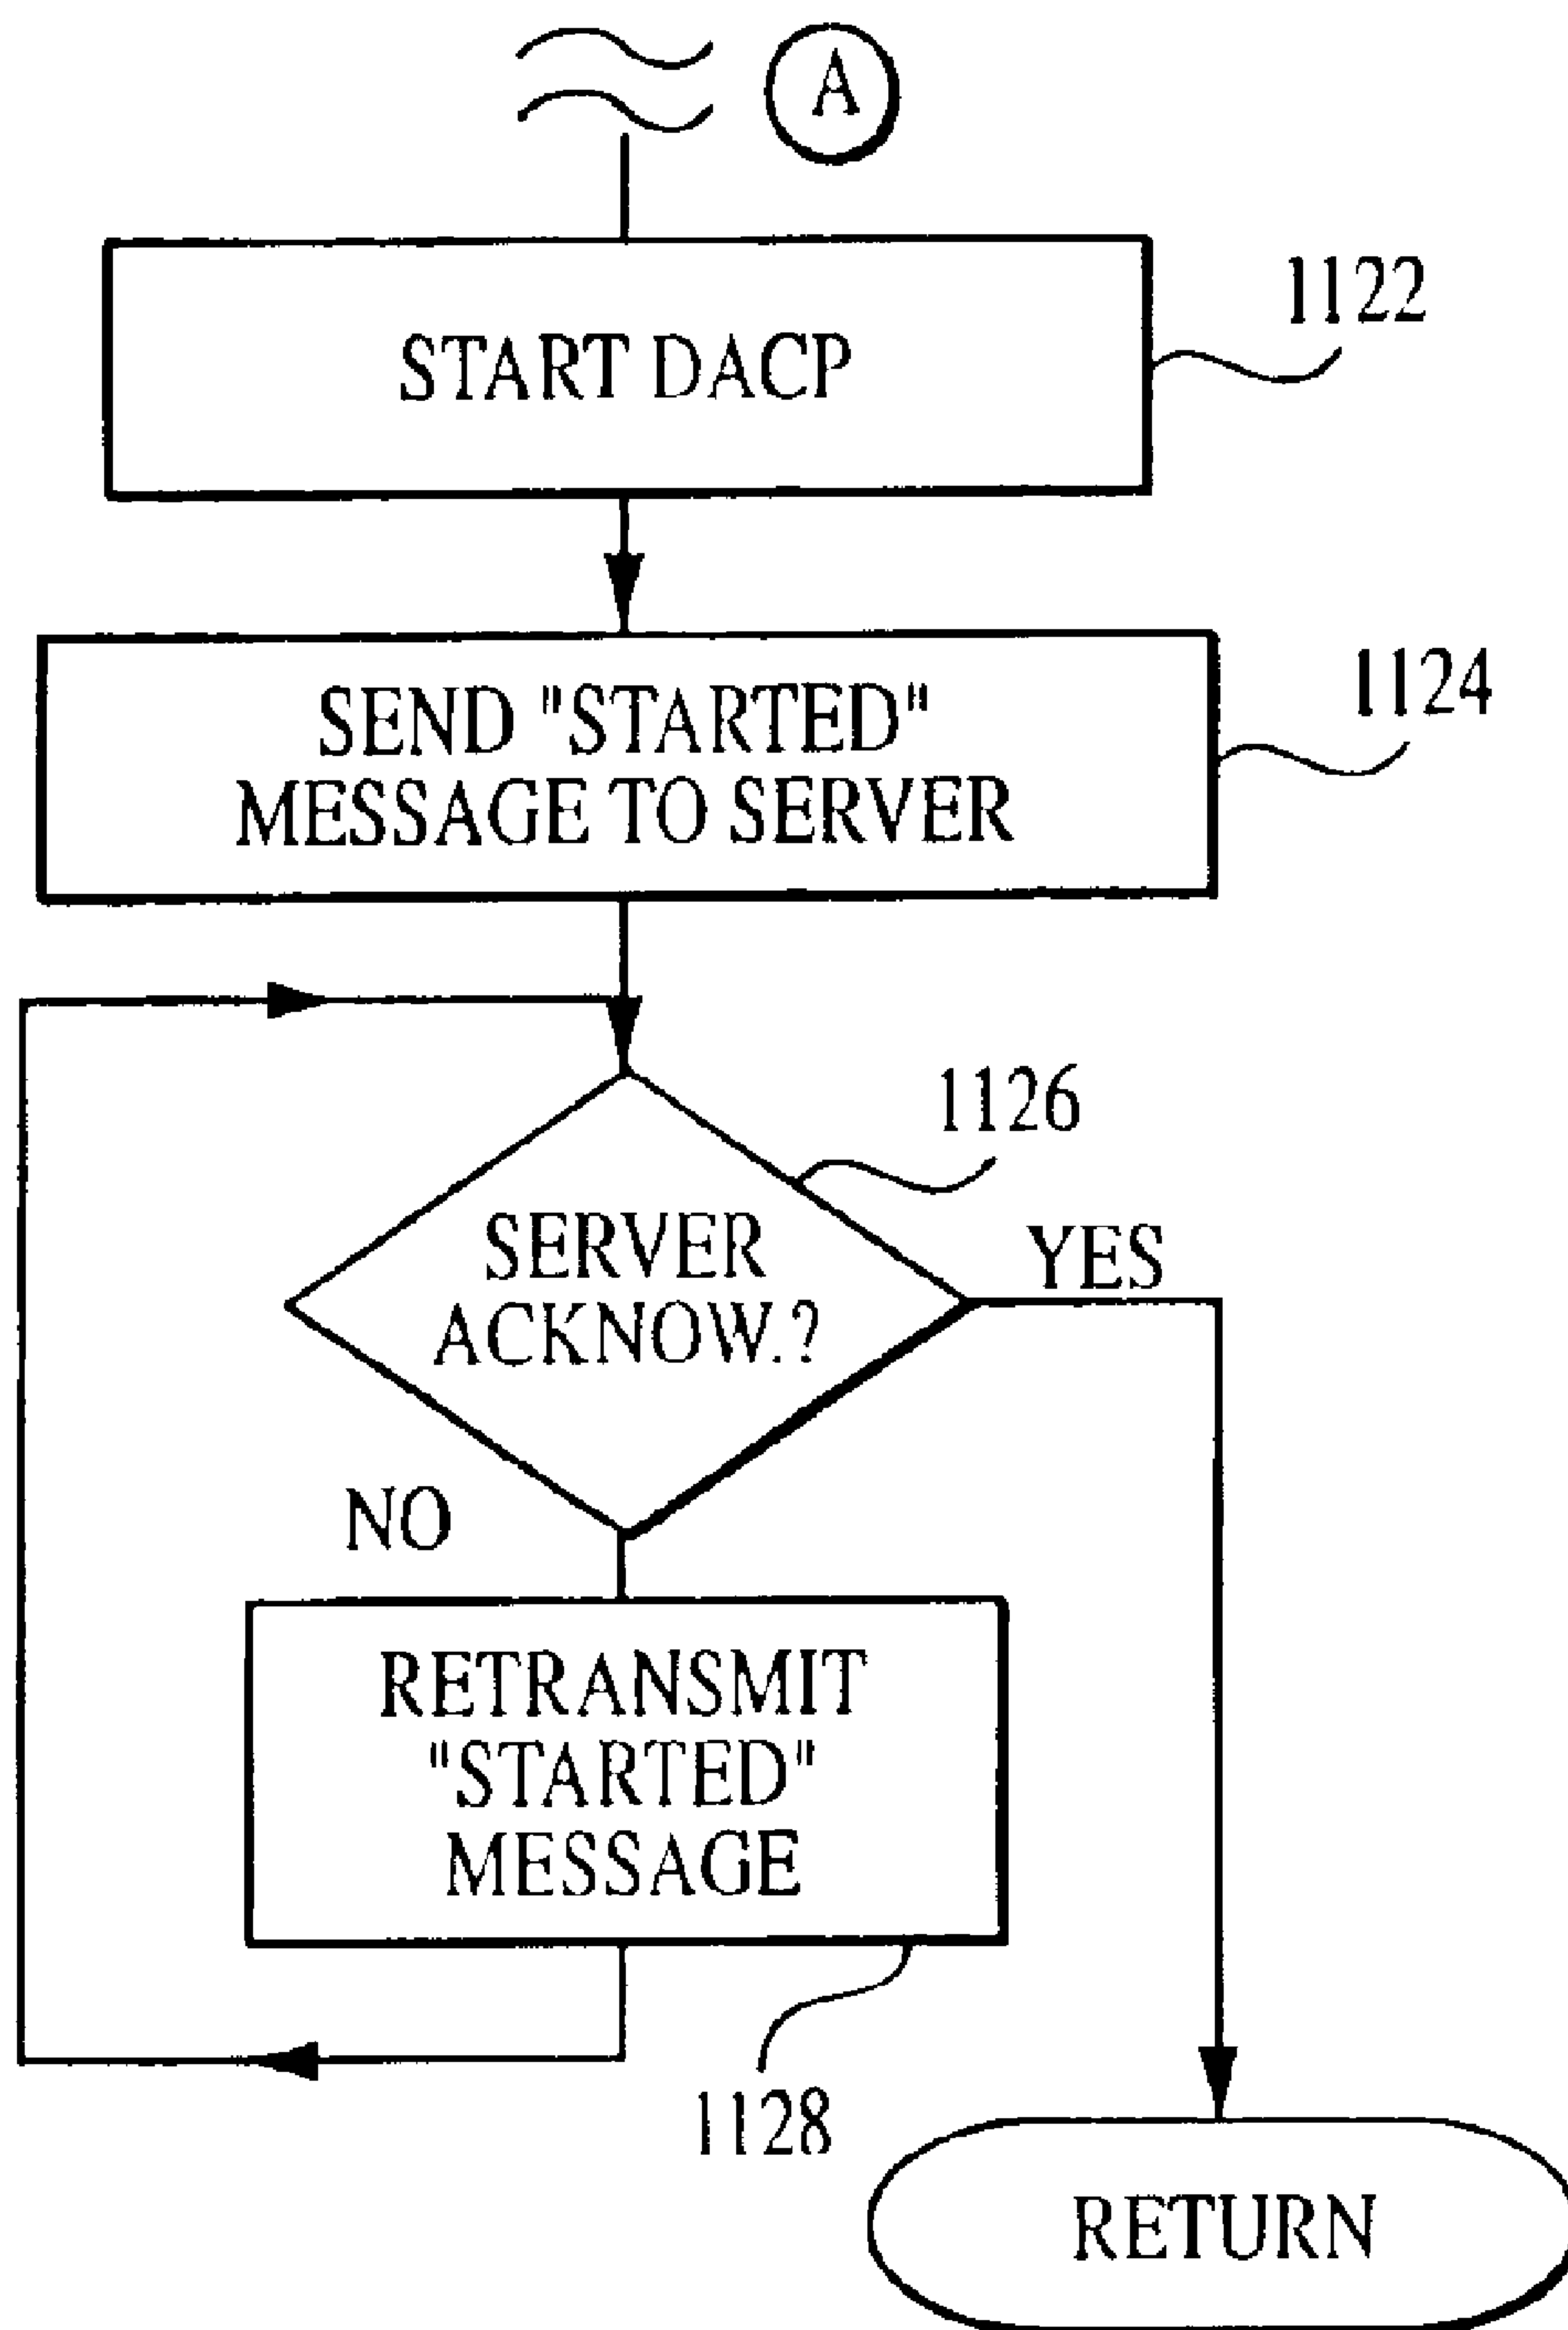 A
START DACP
1122
SEND "STARTED"
MESSAGE TO SERVER
1124
1126
SERVER
ACKNOW.?
YES
NO
RETRANSMIT
"STARTED"
MESSAGE
1128
RETURN